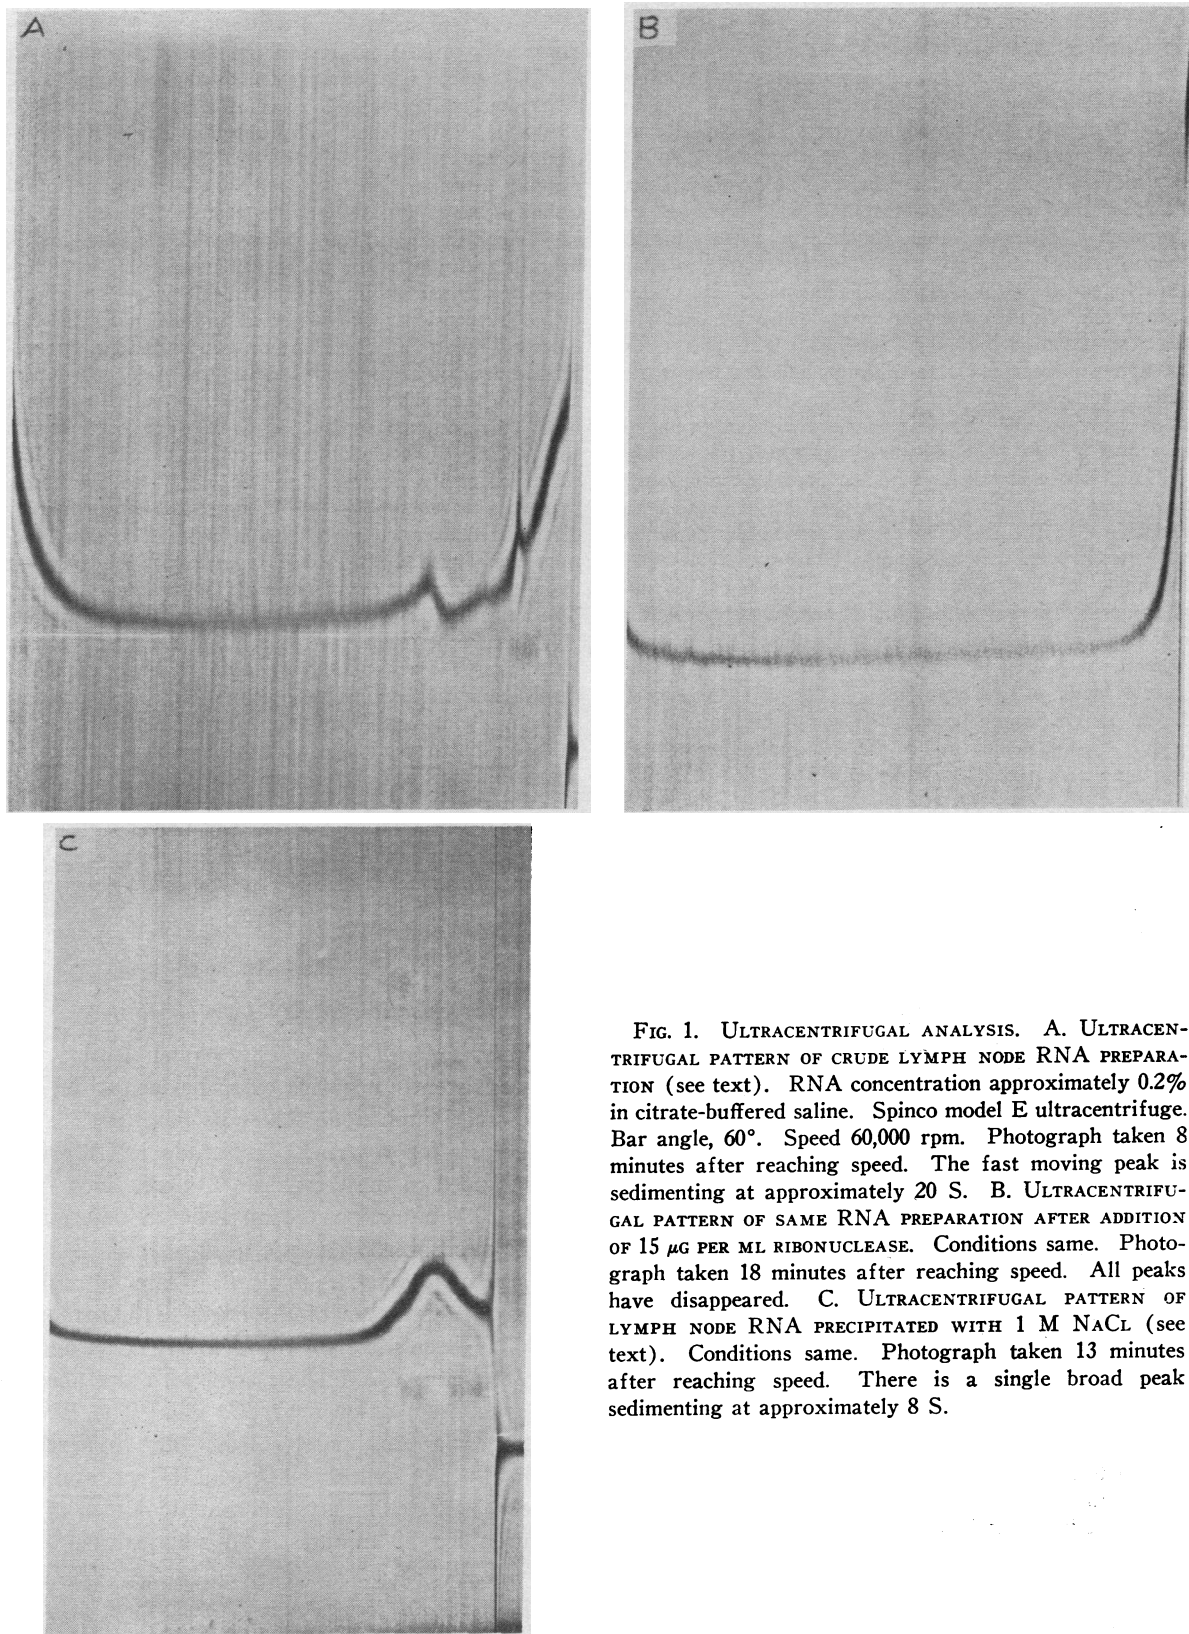 A
B
C
FIG. 1. ULTRACENTRIFUGAL ANALYSIS. A. ULTRACEN-
TRIFUGAL PATTERN OF CRUDE LYMPH NODE RNA PREPARA-
TION (see text). RNA concentration approximately 0.2%
in citrate-buffered saline. Spinco model E ultracentrifuge.
Bar angle, 60°. Speed 60,000 rpm. Photograph taken 8
minutes after reaching speed. The fast moving peak is
sedimenting at approximately 20 S. B. ULTRACENTRIFU-
GAL PATTERN OF SAME RNA PREPARATION AFTER ADDITION
OF 15 μG PER ML RIBONUCLEASE. Conditions same. Photo-
graph taken 18 minutes after reaching speed. All peaks
have disappeared. C. ULTRACENTRIFUGAL PATTERN OF
LYMPH NODE RNA PRECIPITATED WITH 1 M NACL (see
text). Conditions same. Photograph taken 13 minutes
after reaching speed. There is a single broad peak
sedimenting at approximately 8 S.